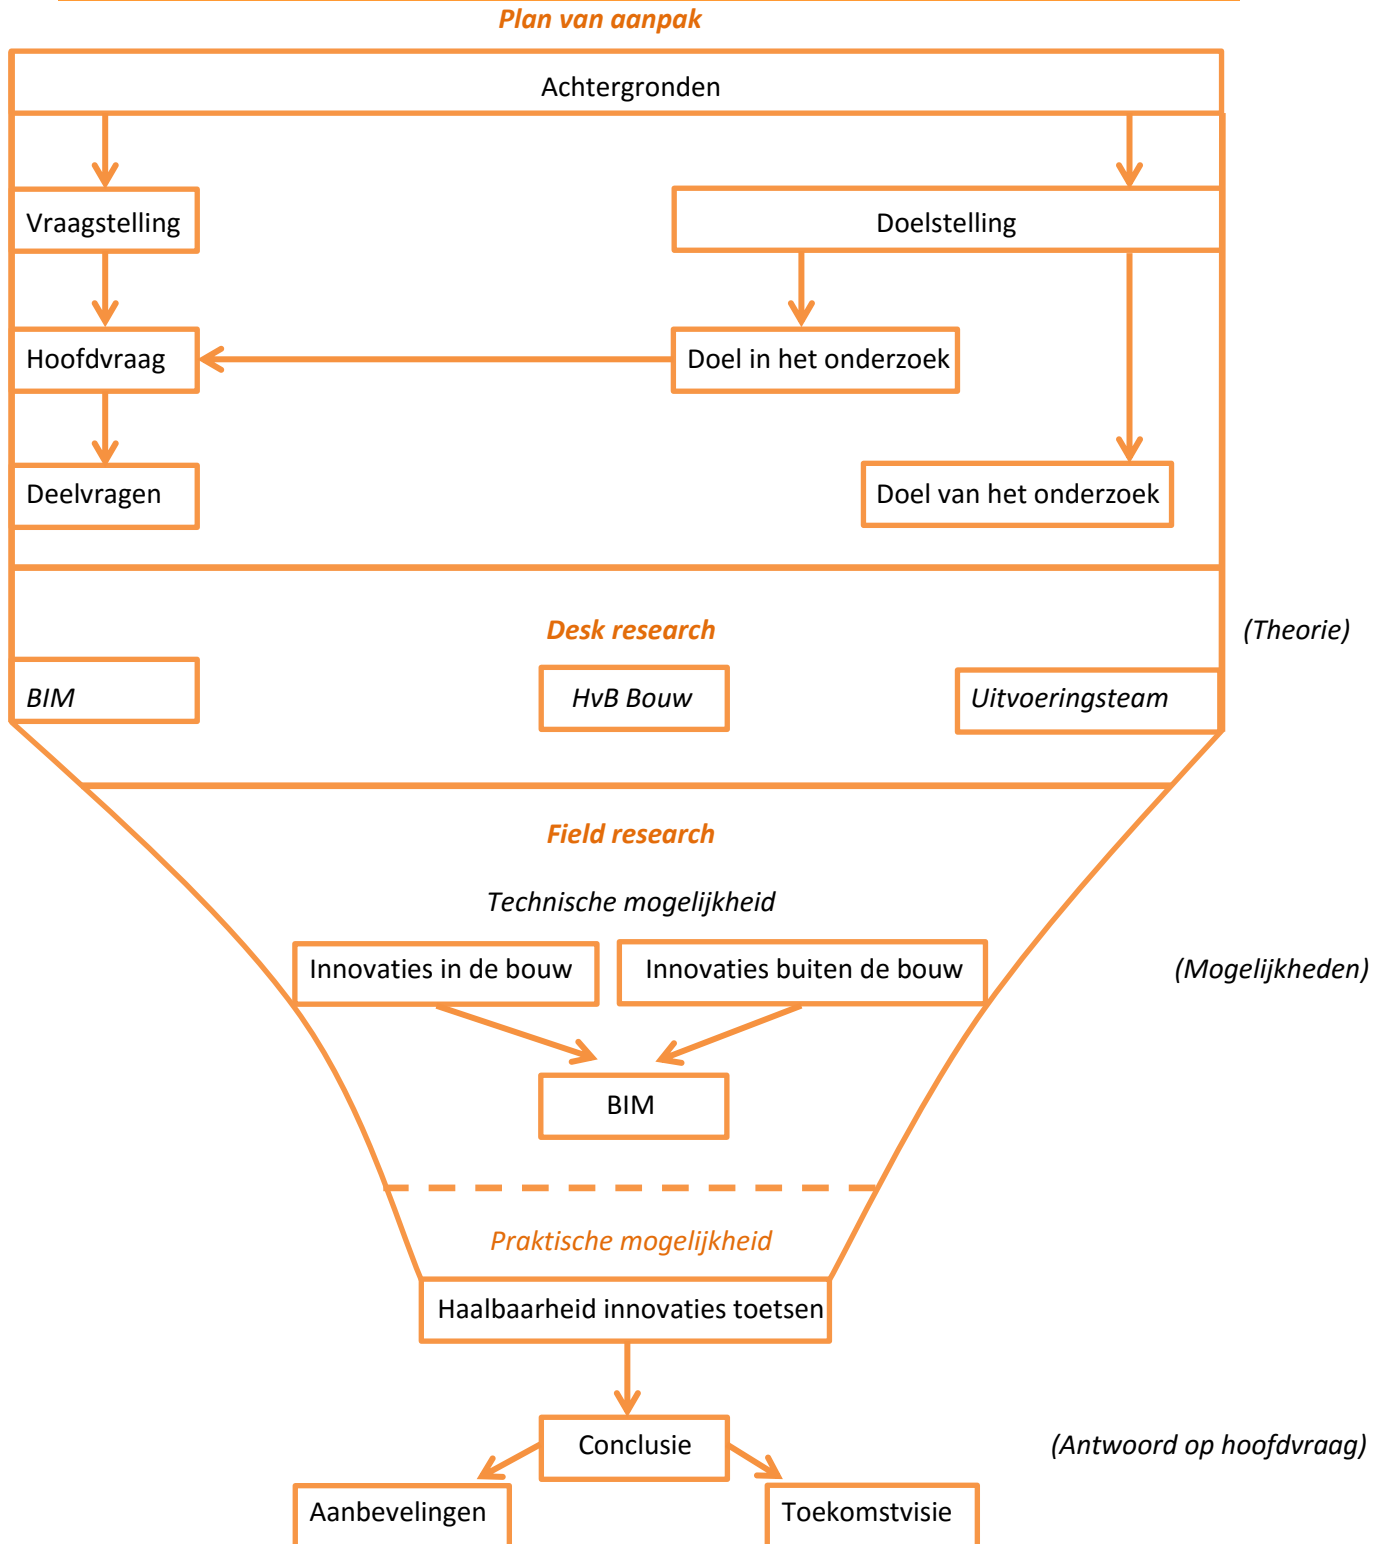 Plan van aanpak
Achtergronden
Vraagstelling
Doelstelling
Hoofdvraag
Doel in het onderzoek
Deelvragen
Doel van het onderzoek
Desk research
(Theorie)
BIM
HvB Bouw
Uitvoeringsteam
Field research
Technische mogelijkheid
Innovaties in de bouw
Innovaties buiten de bouw
(Mogelijkheden)
BIM
Praktische mogelijkheid
Haalbaarheid innovaties toetsen
Conclusie
(Antwoord op hoofdvraag)
Aanbevelingen
Toekomstvisie